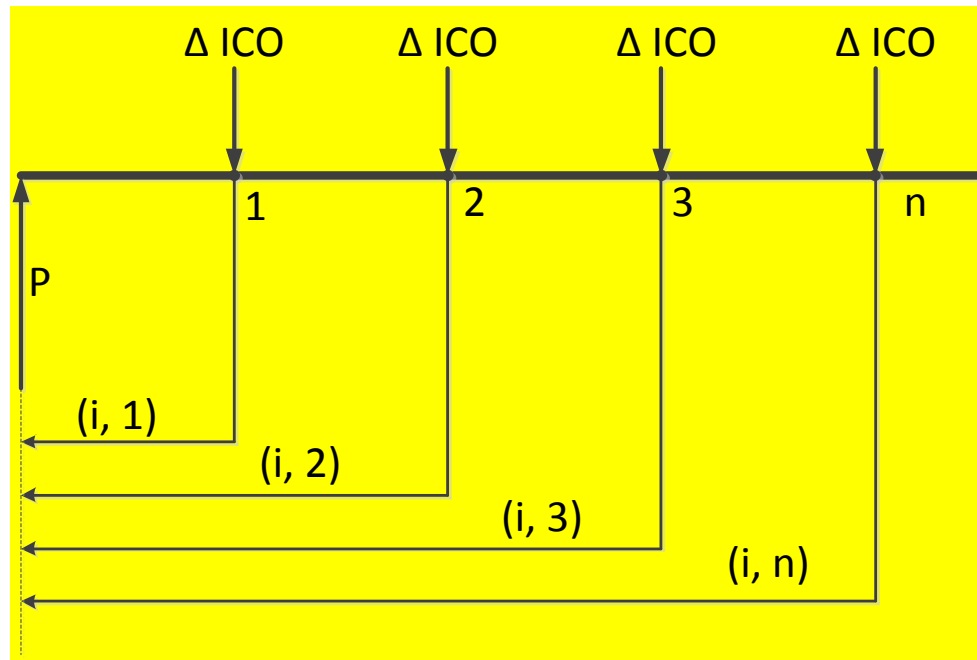 Δ ICO Δ ICO Δ ICO Δ ICO
1 2 3 n
P
(i, 1)
(i, 2)
(i, 3)
(i, n)